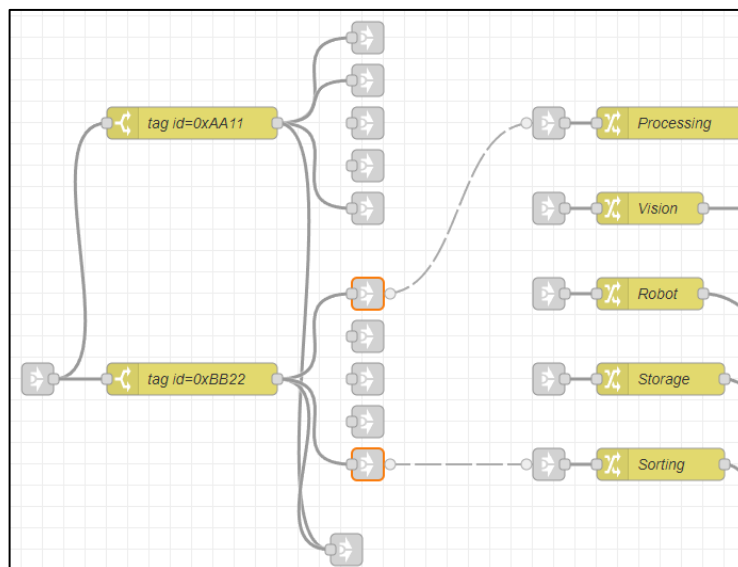 tag id=0xAA11
Processing
Vision
Robot
tag id=0xBB22
Storage
Sorting